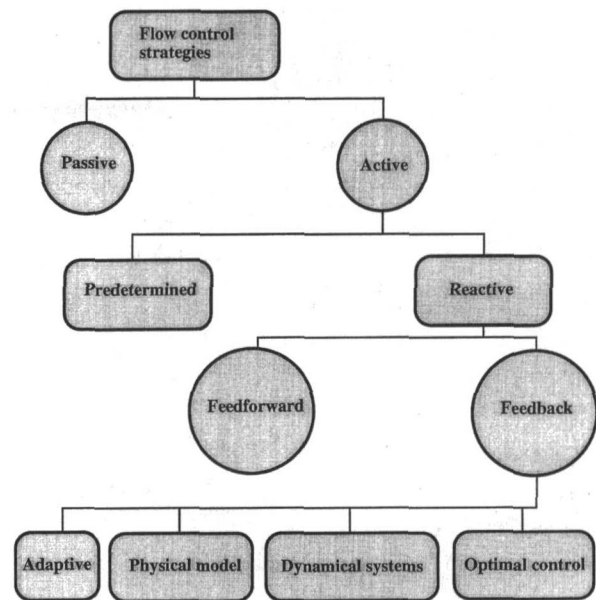 Flow control
strategies
Passive
Active
Predetermined
Reactive
Feedforward
Feedback
Adaptive
Physical model
Dynamical systems
Optimal control